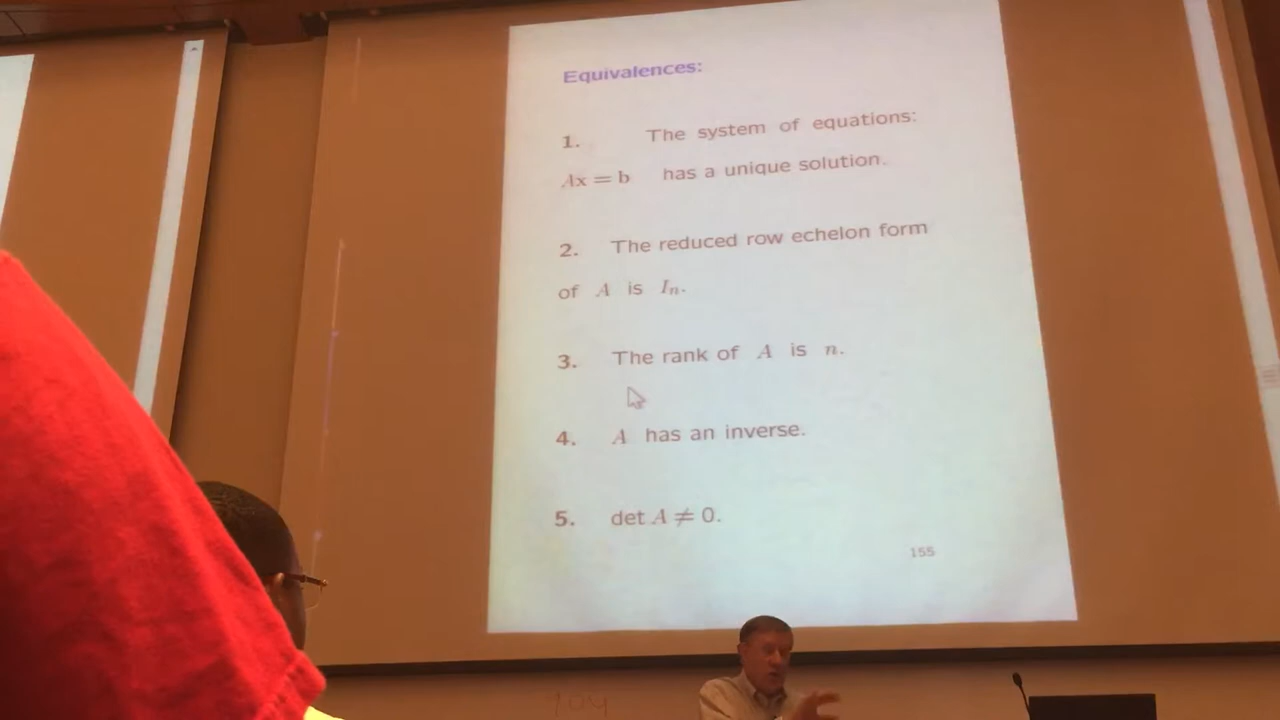 Equivalences:
1. The system of equations:
Ax = b has a unique solution.
2. The reduced row echelon form
of A is Iₙ.
3. The rank of A is n.
4. A has an inverse.
5. det A ≠ 0.
155